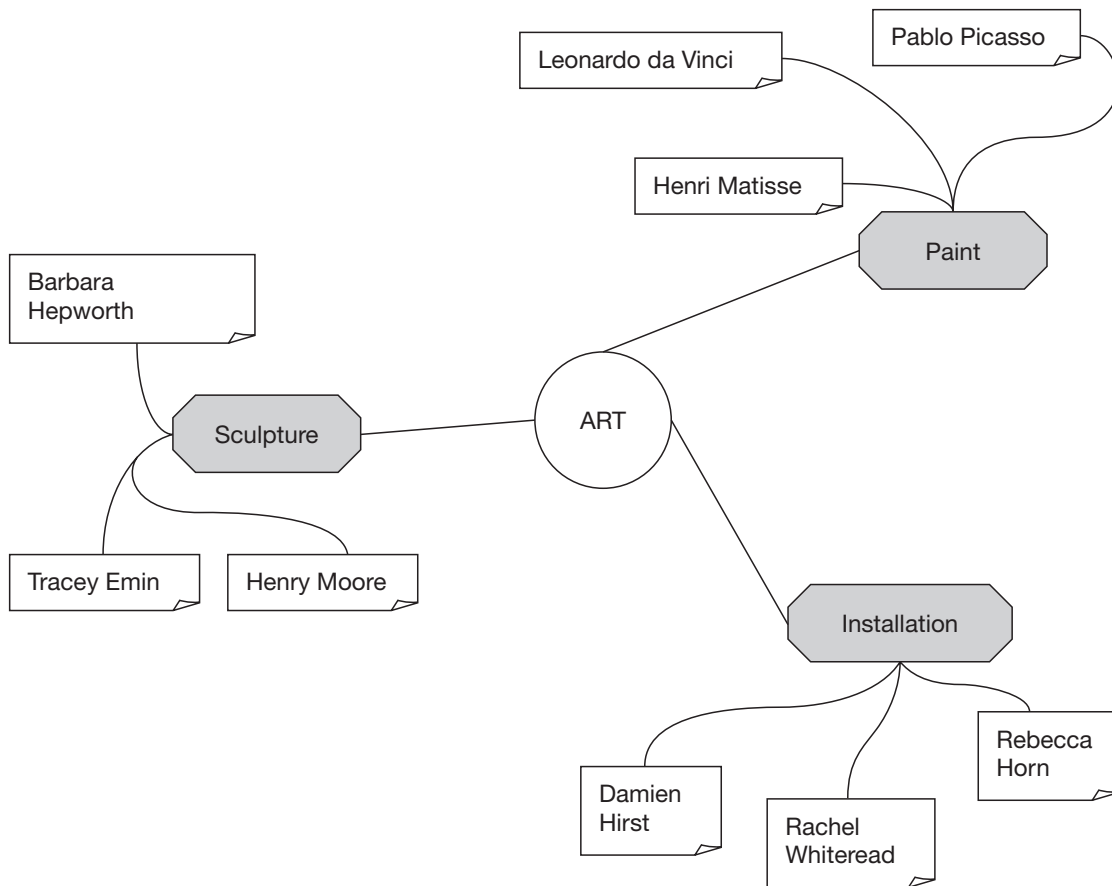 Pablo Picasso
Leonardo da Vinci
Henri Matisse
Paint
Barbara
Hepworth
ART
Sculpture
Tracey Emin
Henry Moore
Installation
Rebecca
Horn
Damien
Hirst
Rachel
Whiteread